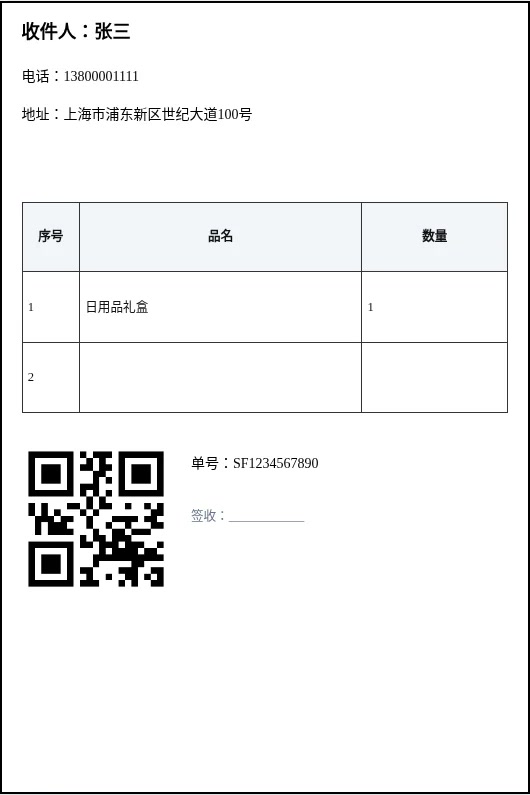 收件人：张三
电话：13800001111
地址：上海市浦东新区世纪大道100号
序号 品名 数量
1 日用品礼盒 1
2
单号：SF1234567890
签收：____________